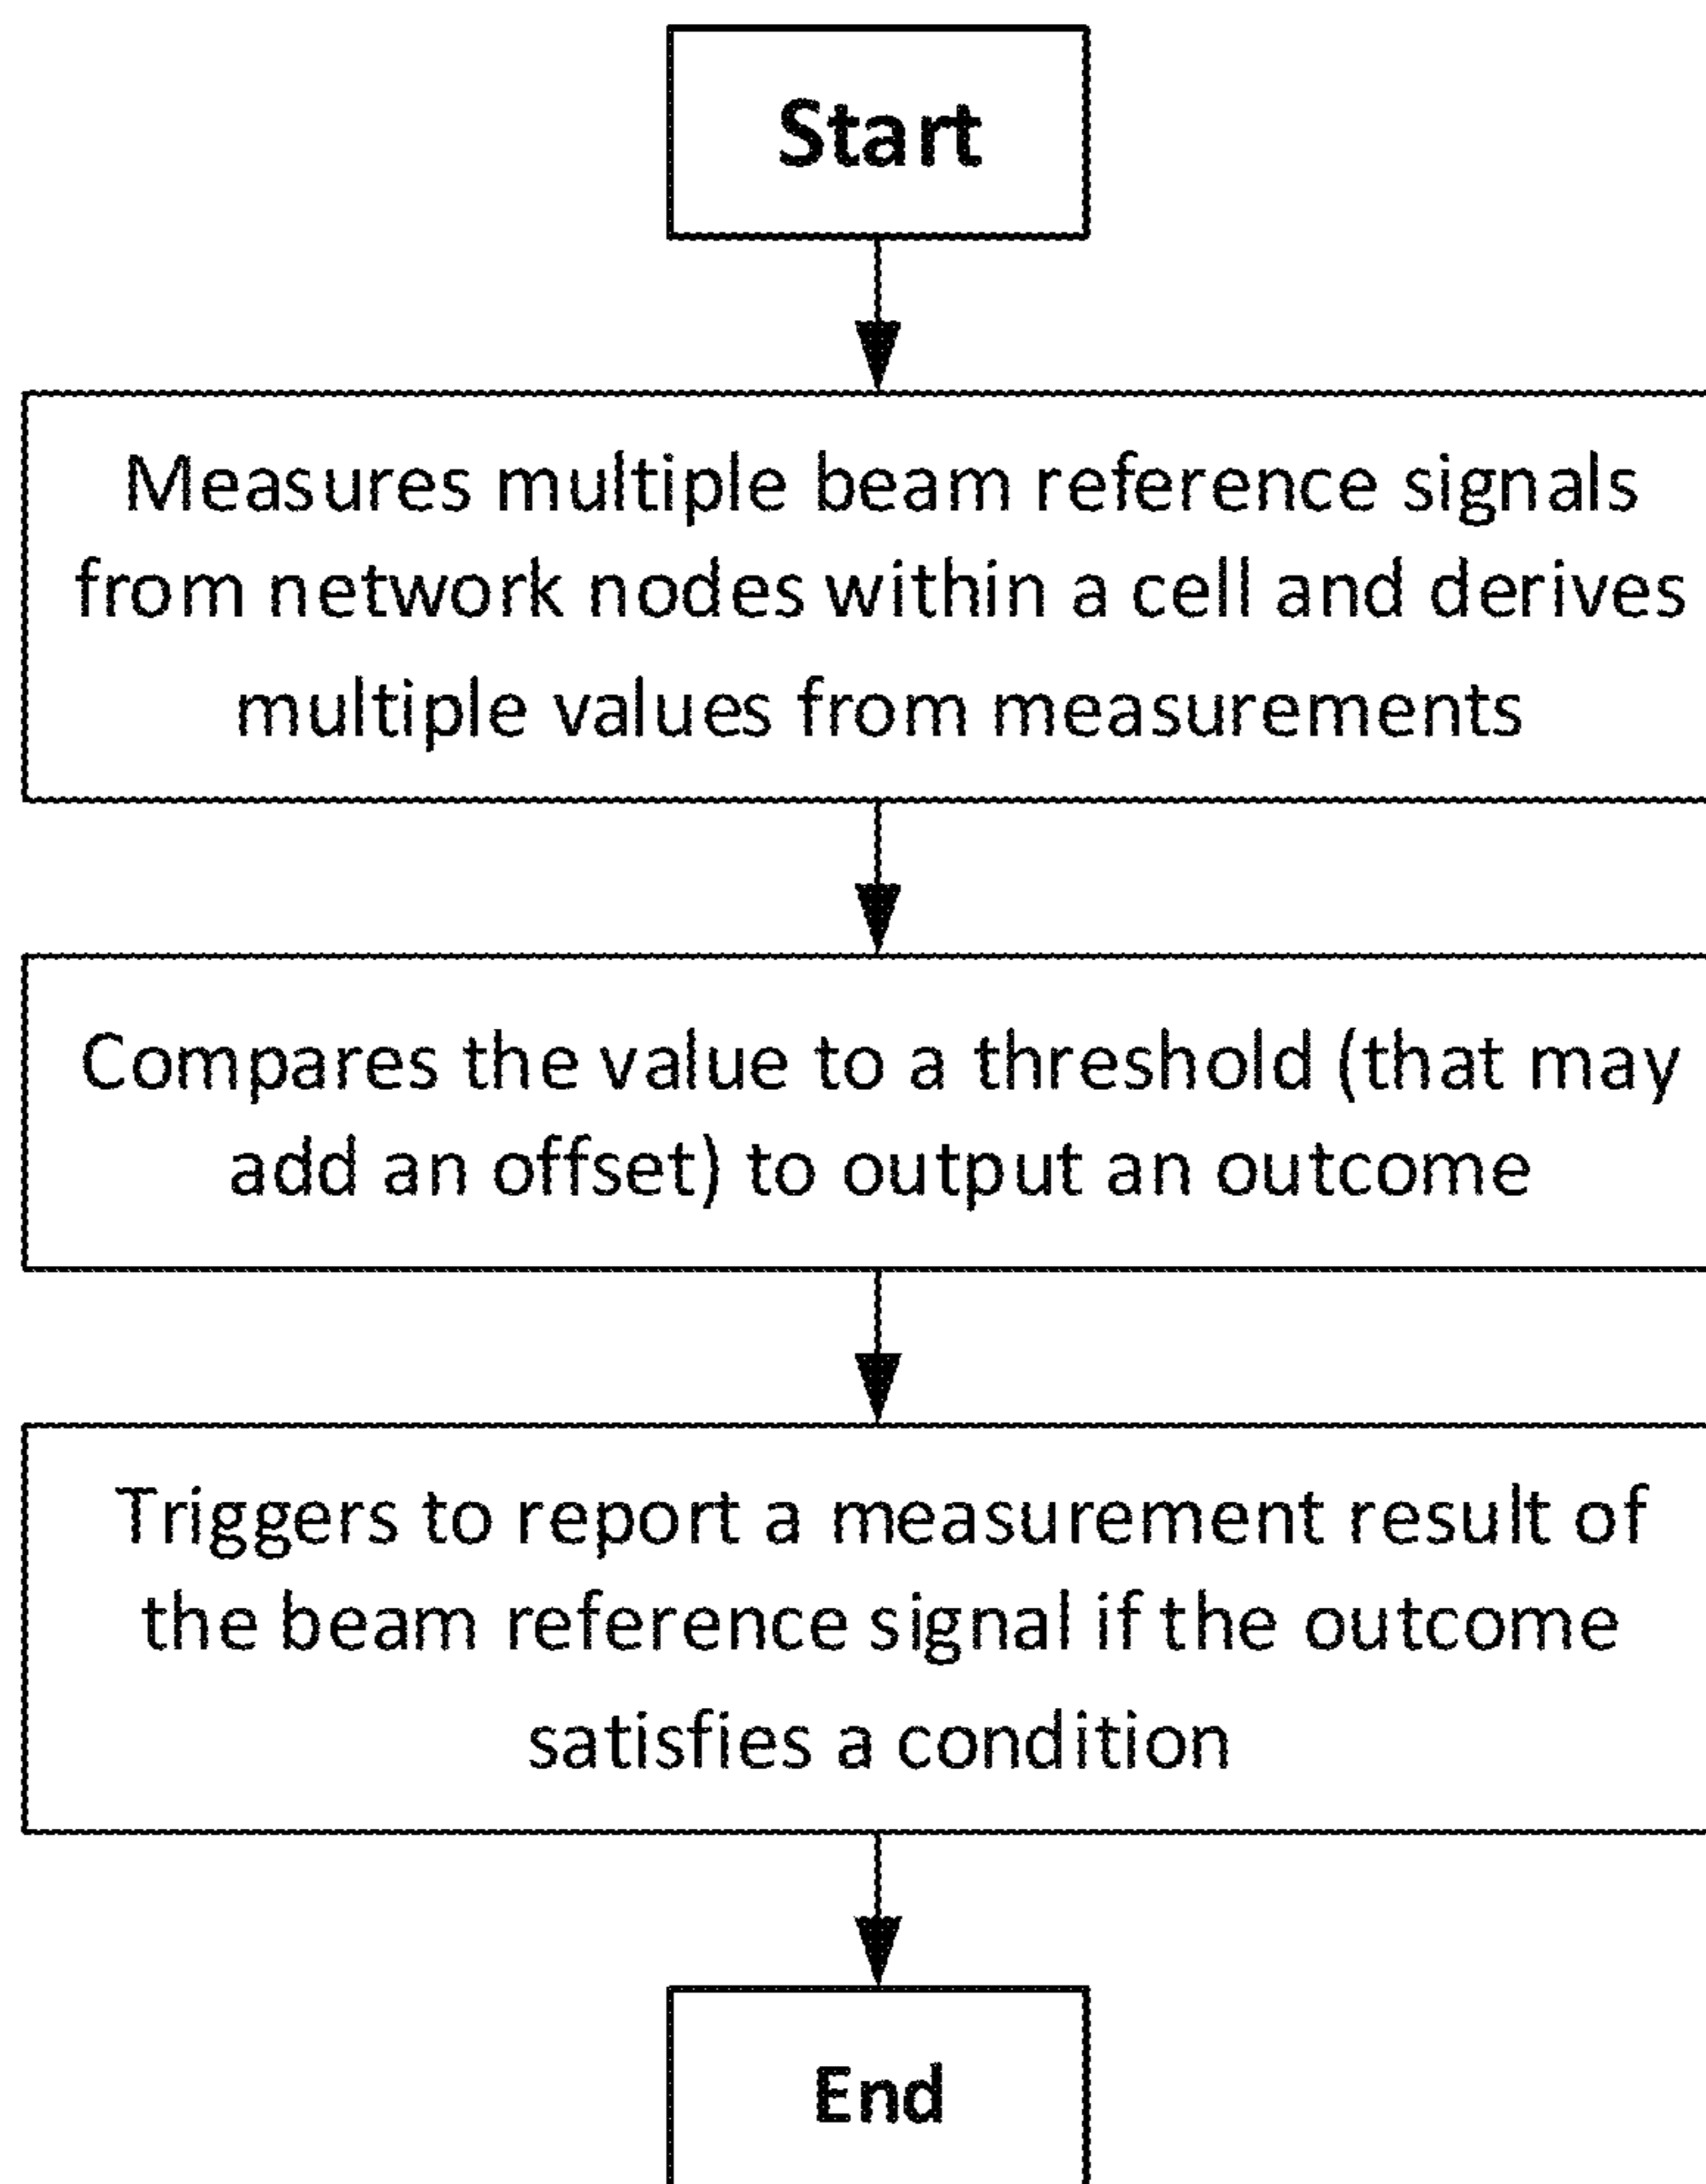 Start
Measures multiple beam reference signals
from network nodes within a cell and derives
multiple values from measurements
Compares the value to a threshold (that may
add an offset) to output an outcome
Triggers to report a measurement result of
the beam reference signal if the outcome
satisfies a condition
End